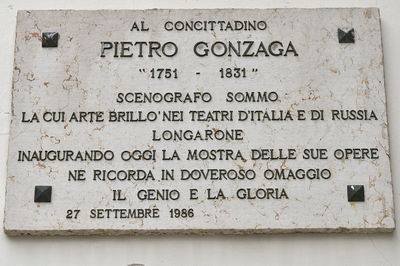 AL CONCITTADINO
PIETRO GONZAGA
"1751 - 1831"
SCENOGRAFO SOMMO
LA CUI ARTE BRILLO' NEI TEATRI D'ITALIA E DI RUSSIA
LONGARONE
INAUGURANDO OGGI LA MOSTRA DELLE SUE OPERE
NE RICORDA IN DOVEROSO OMAGGIO
IL GENIO E LA GLORIA
27 SETTEMBRE 1986